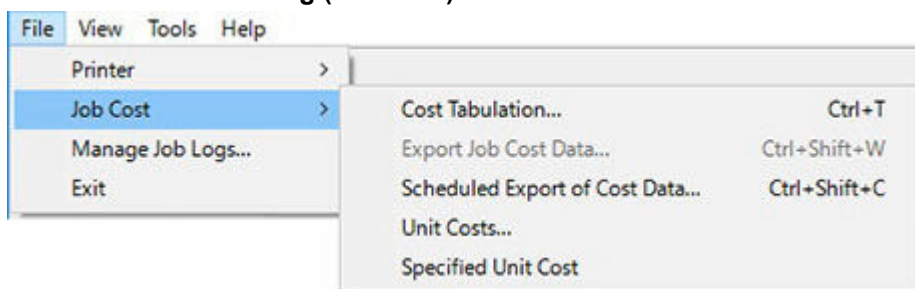 File View Tools Help
Printer >
Job Cost >
Manage Job Logs...
Exit
Cost Tabulation... Ctrl+T
Export Job Cost Data... Ctrl+Shift+W
Scheduled Export of Cost Data... Ctrl+Shift+C
Unit Costs...
Specified Unit Cost